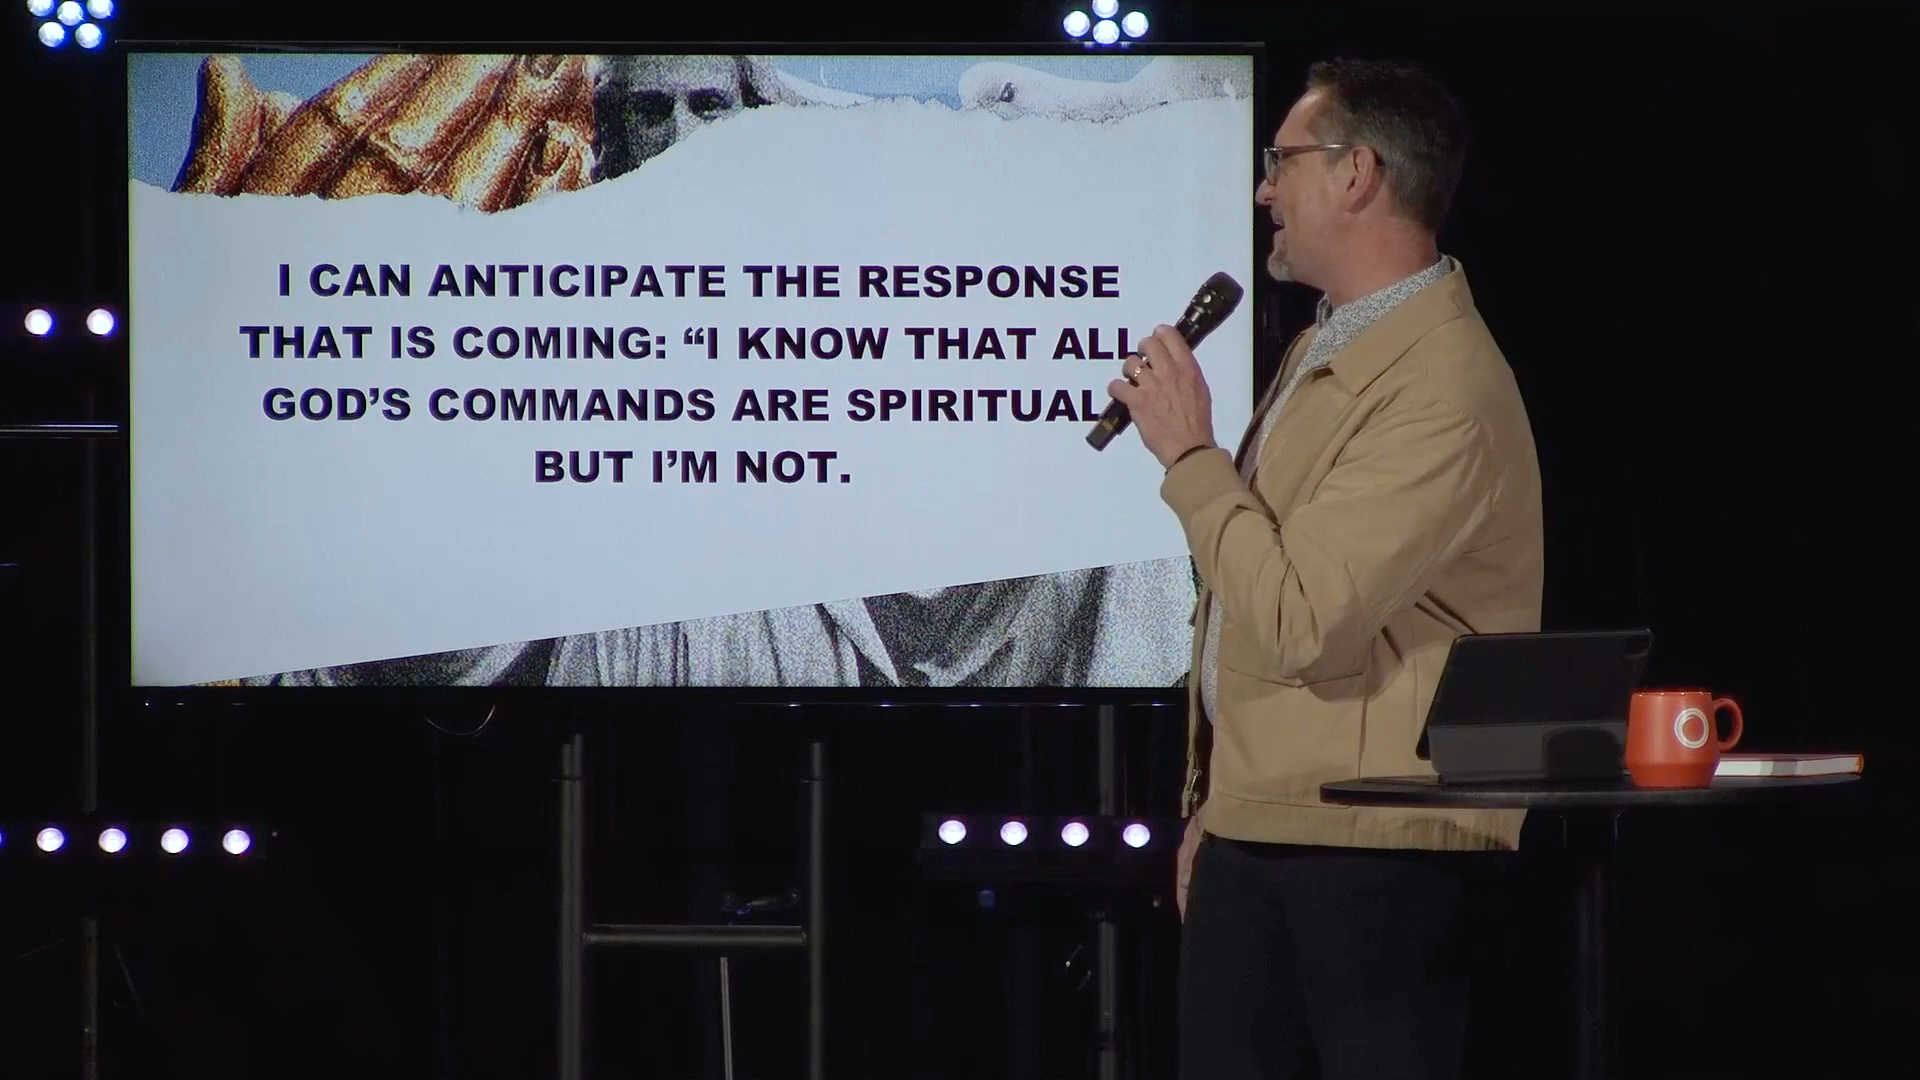 I CAN ANTICIPATE THE RESPONSE
THAT IS COMING: “I KNOW THAT ALL
GOD’S COMMANDS ARE SPIRITUAL
BUT I’M NOT.